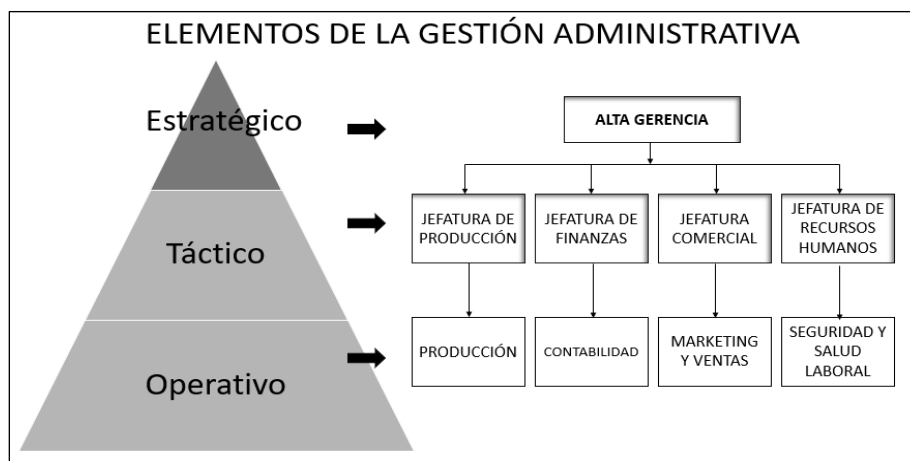 ELEMENTOS DE LA GESTIÓN ADMINISTRATIVA
Estratégico
ALTA GERENCIA
Táctico
JEFATURA DE
PRODUCCIÓN
JEFATURA DE
FINANZAS
JEFATURA
COMERCIAL
JEFATURA DE
RECURSOS
HUMANOS
Operativo
PRODUCCIÓN
CONTABILIDAD
MARKETING
Y VENTAS
SEGURIDAD Y
SALUD
LABORAL